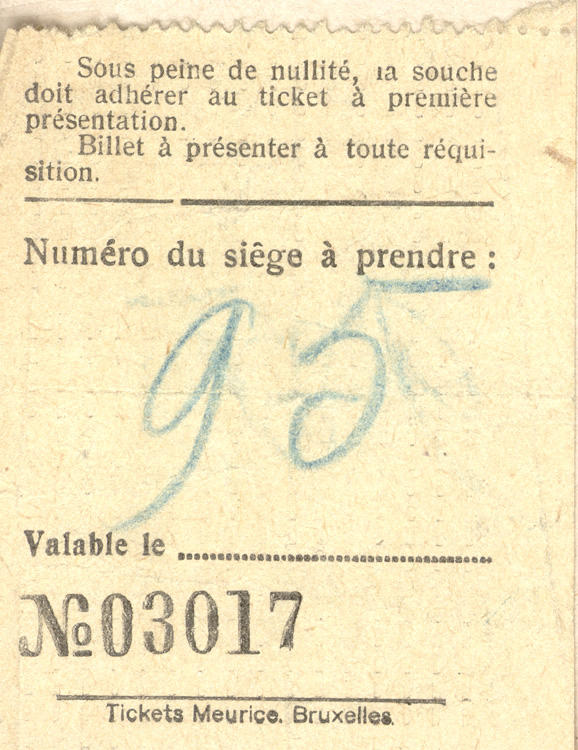 Sous peine de nullité, la souche
doit adhérer au ticket à première
présentation.
Billet à présenter à toute réqui-
sition.
Numéro du siêge à prendre :
95
Valable le
№03017
Tickets Meurice. Bruxelles.